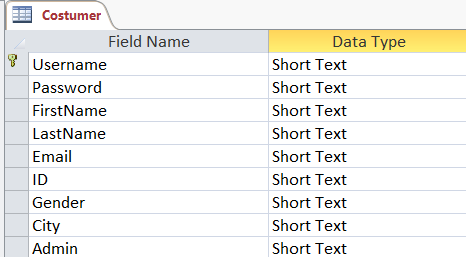 Costumer
Field Name Data Type
Username Short Text
Password Short Text
FirstName Short Text
LastName Short Text
Email Short Text
ID Short Text
Gender Short Text
City Short Text
Admin Short Text